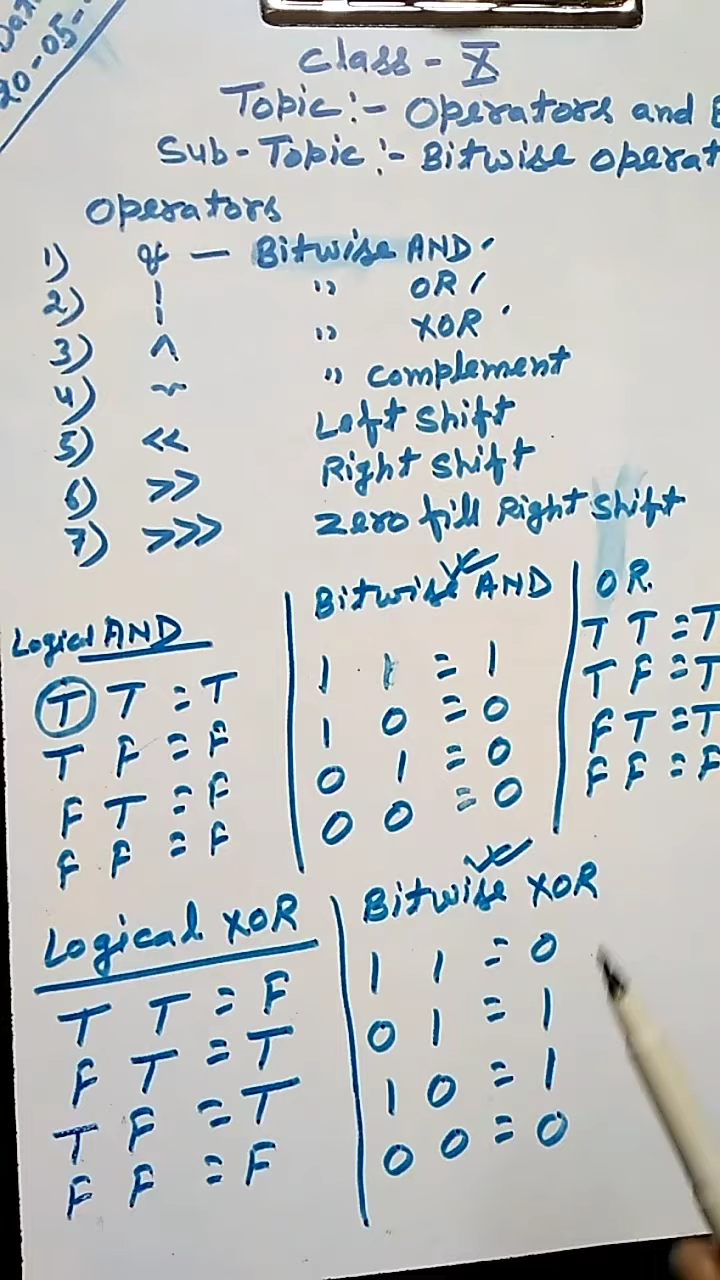 Date
20-05-
Class - X
Topic:- Operators and
Sub-Topic:- Bitwise operat
Operators
1) & — Bitwise AND
2) | " OR
3) ^ " XOR
4) ~ " complement
5) << Left Shift
6) >> Right Shift
7) >>> Zero fill Right Shift
Logical AND
T T = T
T F = F
F T = F
F F = F
Bitwise AND
1 1 = 1
1 0 = 0
0 1 = 0
0 0 = 0
OR
T T = T
T F = T
F T = T
F F = F
Logical XOR
T T = F
F T = T
T F = T
F F = F
Bitwise XOR
1 1 = 0
0 1 = 1
1 0 = 1
0 0 = 0